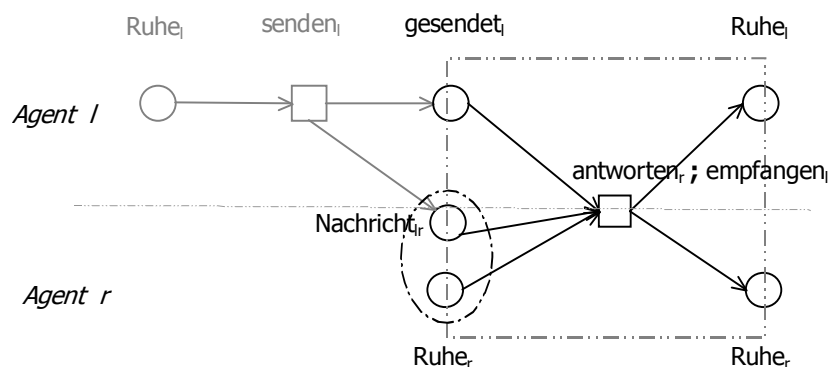 Ruheₗ sendenₗ gesendetₗ Ruheₗ
Agent l
antwortenᵣ ; empfangenₗ
Nachrichtₗᵣ
Agent r
Ruheᵣ Ruheᵣ